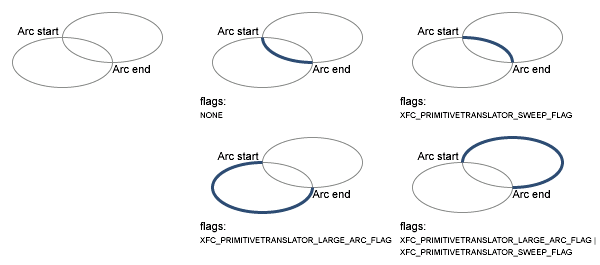 Arc start
Arc end
Arc start
Arc end
flags:
NONE
Arc start
Arc end
flags:
XFC_PRIMITIVETRANSLATOR_SWEEP_FLAG
Arc start
Arc end
flags:
XFC_PRIMITIVETRANSLATOR_LARGE_ARC_FLAG
Arc start
Arc end
flags:
XFC_PRIMITIVETRANSLATOR_LARGE_ARC_FLAG |
XFC_PRIMITIVETRANSLATOR_SWEEP_FLAG